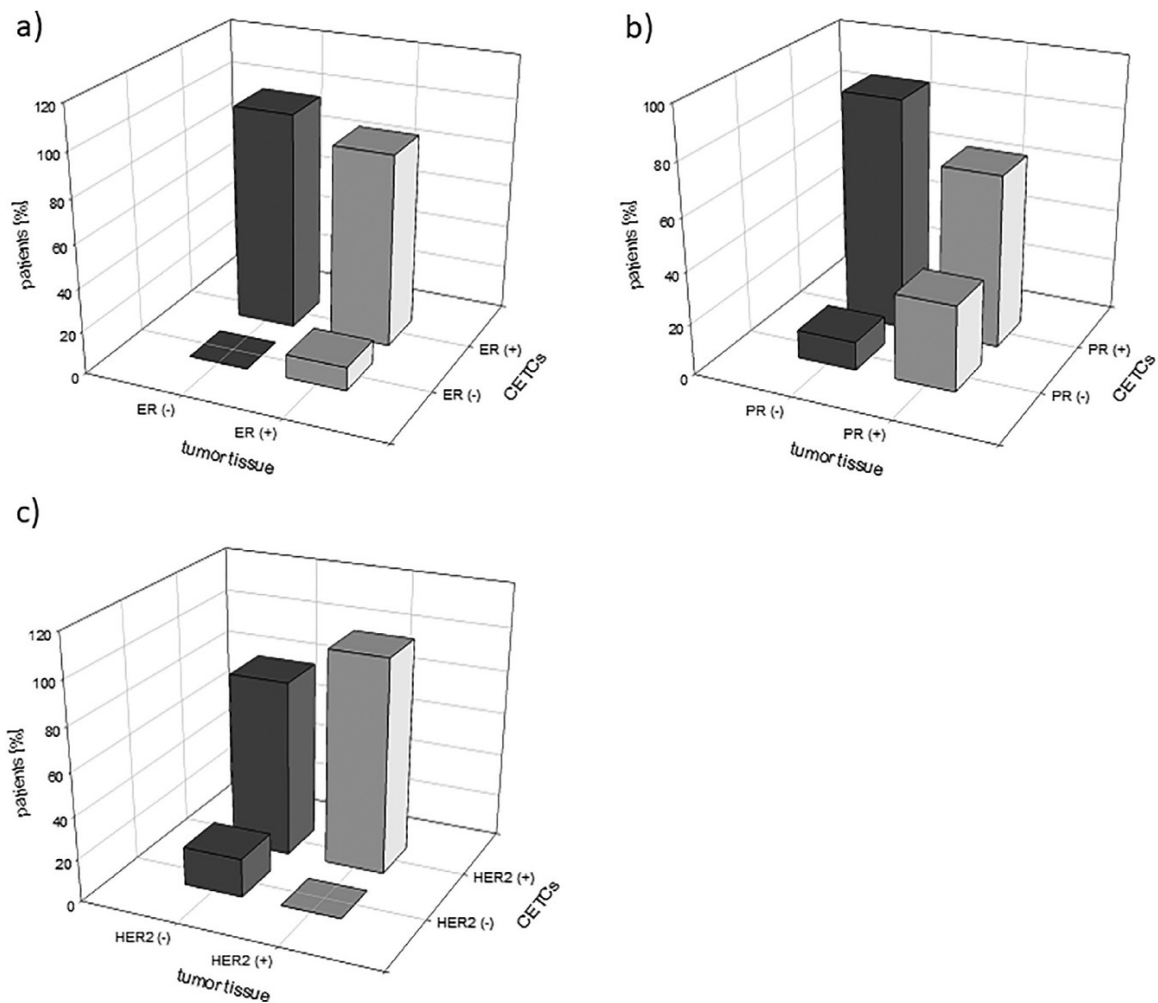 a)
120
100
80
60
40
20
0
patients [%]
ER (-)
ER (+)
tumor tissue
ER (+)
ER (-)
CETCs
b)
100
80
60
40
20
0
patients [%]
PR (-)
PR (+)
tumor tissue
PR (+)
PR (-)
CETCs
c)
120
100
80
60
40
20
0
patients [%]
HER2 (-)
HER2 (+)
tumor tissue
HER2 (+)
HER2 (-)
CETCs